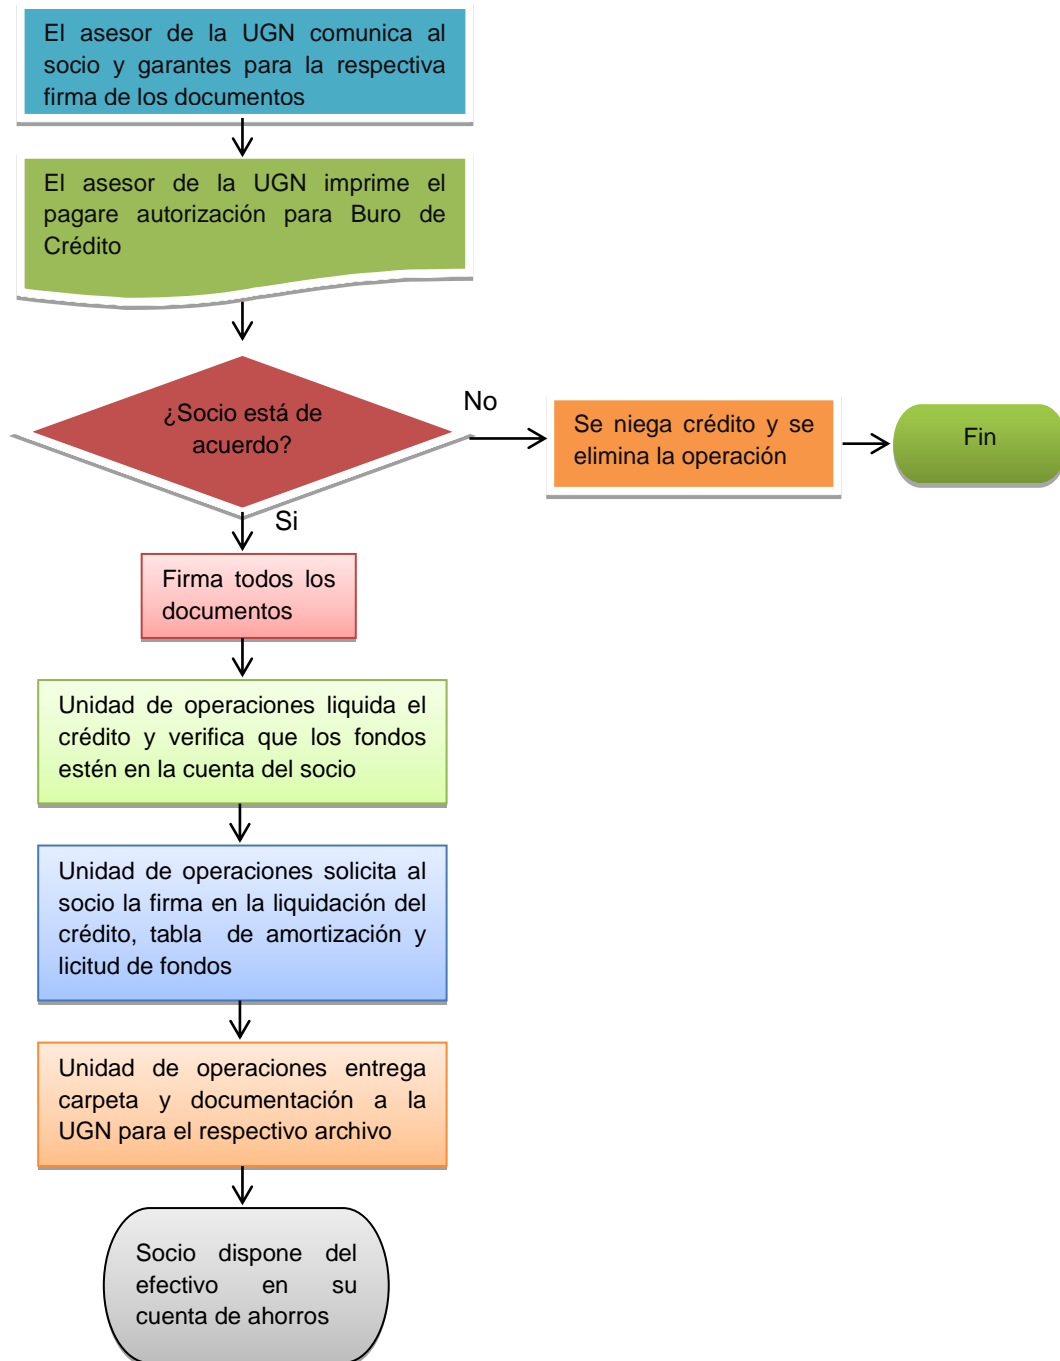 El asesor de la UGN comunica al
socio y garantes para la respectiva
firma de los documentos
El asesor de la UGN imprime el
pagare autorización para Buro de
Crédito
¿Socio está de
acuerdo?
No
Se niega crédito y se
elimina la operación
Fin
Si
Firma todos los
documentos
Unidad de operaciones liquida el
crédito y verifica que los fondos
estén en la cuenta del socio
Unidad de operaciones solicita al
socio la firma en la liquidación del
crédito, tabla de amortización y
licitud de fondos
Unidad de operaciones entrega
carpeta y documentación a la
UGN para el respectivo archivo
Socio dispone del
efectivo en su
cuenta de ahorros